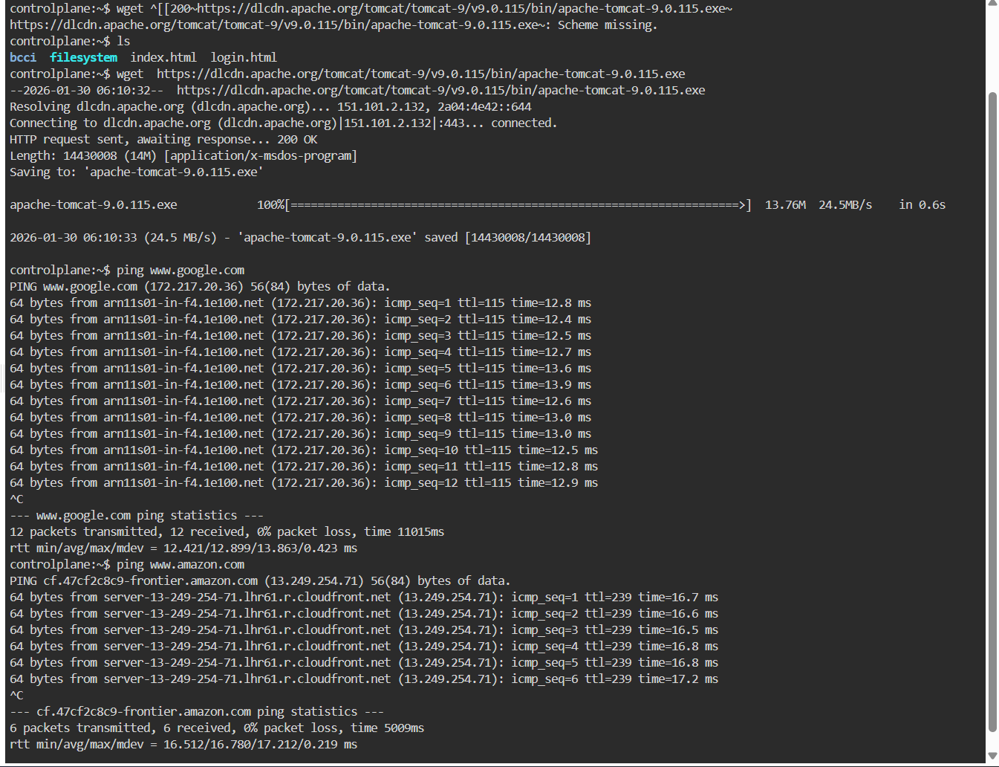 controlplane:~$ wget ^[[200~https://dlcdn.apache.org/tomcat/tomcat-9/v9.0.115/bin/apache-tomcat-9.0.115.exe~
https://dlcdn.apache.org/tomcat/tomcat-9/v9.0.115/bin/apache-tomcat-9.0.115.exe~: Scheme missing.
controlplane:~$ ls
bcci  filesystem  index.html  login.html
controlplane:~$ wget  https://dlcdn.apache.org/tomcat/tomcat-9/v9.0.115/bin/apache-tomcat-9.0.115.exe
--2026-01-30 06:10:32--  https://dlcdn.apache.org/tomcat/tomcat-9/v9.0.115/bin/apache-tomcat-9.0.115.exe
Resolving dlcdn.apache.org (dlcdn.apache.org)... 151.101.2.132, 2a04:4e42::644
Connecting to dlcdn.apache.org (dlcdn.apache.org)|151.101.2.132|:443... connected.
HTTP request sent, awaiting response... 200 OK
Length: 14430008 (14M) [application/x-msdos-program]
Saving to: 'apache-tomcat-9.0.115.exe'
apache-tomcat-9.0.115.exe            100%[===================================================================>]  13.76M  24.5MB/s    in 0.6s
2026-01-30 06:10:33 (24.5 MB/s) - 'apache-tomcat-9.0.115.exe' saved [14430008/14430008]
controlplane:~$ ping www.google.com
PING www.google.com (172.217.20.36) 56(84) bytes of data.
64 bytes from arn11s01-in-f4.1e100.net (172.217.20.36): icmp_seq=1 ttl=115 time=12.8 ms
64 bytes from arn11s01-in-f4.1e100.net (172.217.20.36): icmp_seq=2 ttl=115 time=12.4 ms
64 bytes from arn11s01-in-f4.1e100.net (172.217.20.36): icmp_seq=3 ttl=115 time=12.5 ms
64 bytes from arn11s01-in-f4.1e100.net (172.217.20.36): icmp_seq=4 ttl=115 time=12.7 ms
64 bytes from arn11s01-in-f4.1e100.net (172.217.20.36): icmp_seq=5 ttl=115 time=13.6 ms
64 bytes from arn11s01-in-f4.1e100.net (172.217.20.36): icmp_seq=6 ttl=115 time=13.9 ms
64 bytes from arn11s01-in-f4.1e100.net (172.217.20.36): icmp_seq=7 ttl=115 time=12.6 ms
64 bytes from arn11s01-in-f4.1e100.net (172.217.20.36): icmp_seq=8 ttl=115 time=13.0 ms
64 bytes from arn11s01-in-f4.1e100.net (172.217.20.36): icmp_seq=9 ttl=115 time=13.0 ms
64 bytes from arn11s01-in-f4.1e100.net (172.217.20.36): icmp_seq=10 ttl=115 time=12.5 ms
64 bytes from arn11s01-in-f4.1e100.net (172.217.20.36): icmp_seq=11 ttl=115 time=12.8 ms
64 bytes from arn11s01-in-f4.1e100.net (172.217.20.36): icmp_seq=12 ttl=115 time=12.9 ms
^C
--- www.google.com ping statistics ---
12 packets transmitted, 12 received, 0% packet loss, time 11015ms
rtt min/avg/max/mdev = 12.421/12.899/13.863/0.423 ms
controlplane:~$ ping www.amazon.com
PING cf.47cf2c8c9-frontier.amazon.com (13.249.254.71) 56(84) bytes of data.
64 bytes from server-13-249-254-71.lhr61.r.cloudfront.net (13.249.254.71): icmp_seq=1 ttl=239 time=16.7 ms
64 bytes from server-13-249-254-71.lhr61.r.cloudfront.net (13.249.254.71): icmp_seq=2 ttl=239 time=16.6 ms
64 bytes from server-13-249-254-71.lhr61.r.cloudfront.net (13.249.254.71): icmp_seq=3 ttl=239 time=16.5 ms
64 bytes from server-13-249-254-71.lhr61.r.cloudfront.net (13.249.254.71): icmp_seq=4 ttl=239 time=16.8 ms
64 bytes from server-13-249-254-71.lhr61.r.cloudfront.net (13.249.254.71): icmp_seq=5 ttl=239 time=16.8 ms
64 bytes from server-13-249-254-71.lhr61.r.cloudfront.net (13.249.254.71): icmp_seq=6 ttl=239 time=17.2 ms
^C
--- cf.47cf2c8c9-frontier.amazon.com ping statistics ---
6 packets transmitted, 6 received, 0% packet loss, time 5009ms
rtt min/avg/max/mdev = 16.512/16.780/17.212/0.219 ms